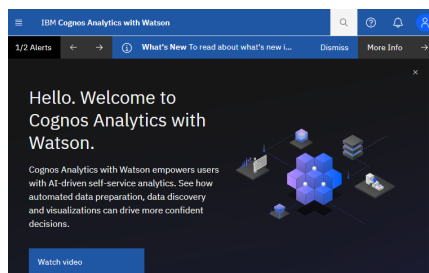 IBM Cognos Analytics with Watson
1/2 Alerts What's New To read about what's new i... Dismiss More Info
Hello. Welcome to
Cognos Analytics with
Watson.
Cognos Analytics with Watson empowers users
with AI-driven self-service analytics. See how
automated data preparation, data discovery
and visualizations can drive more confident
decisions.
Watch video